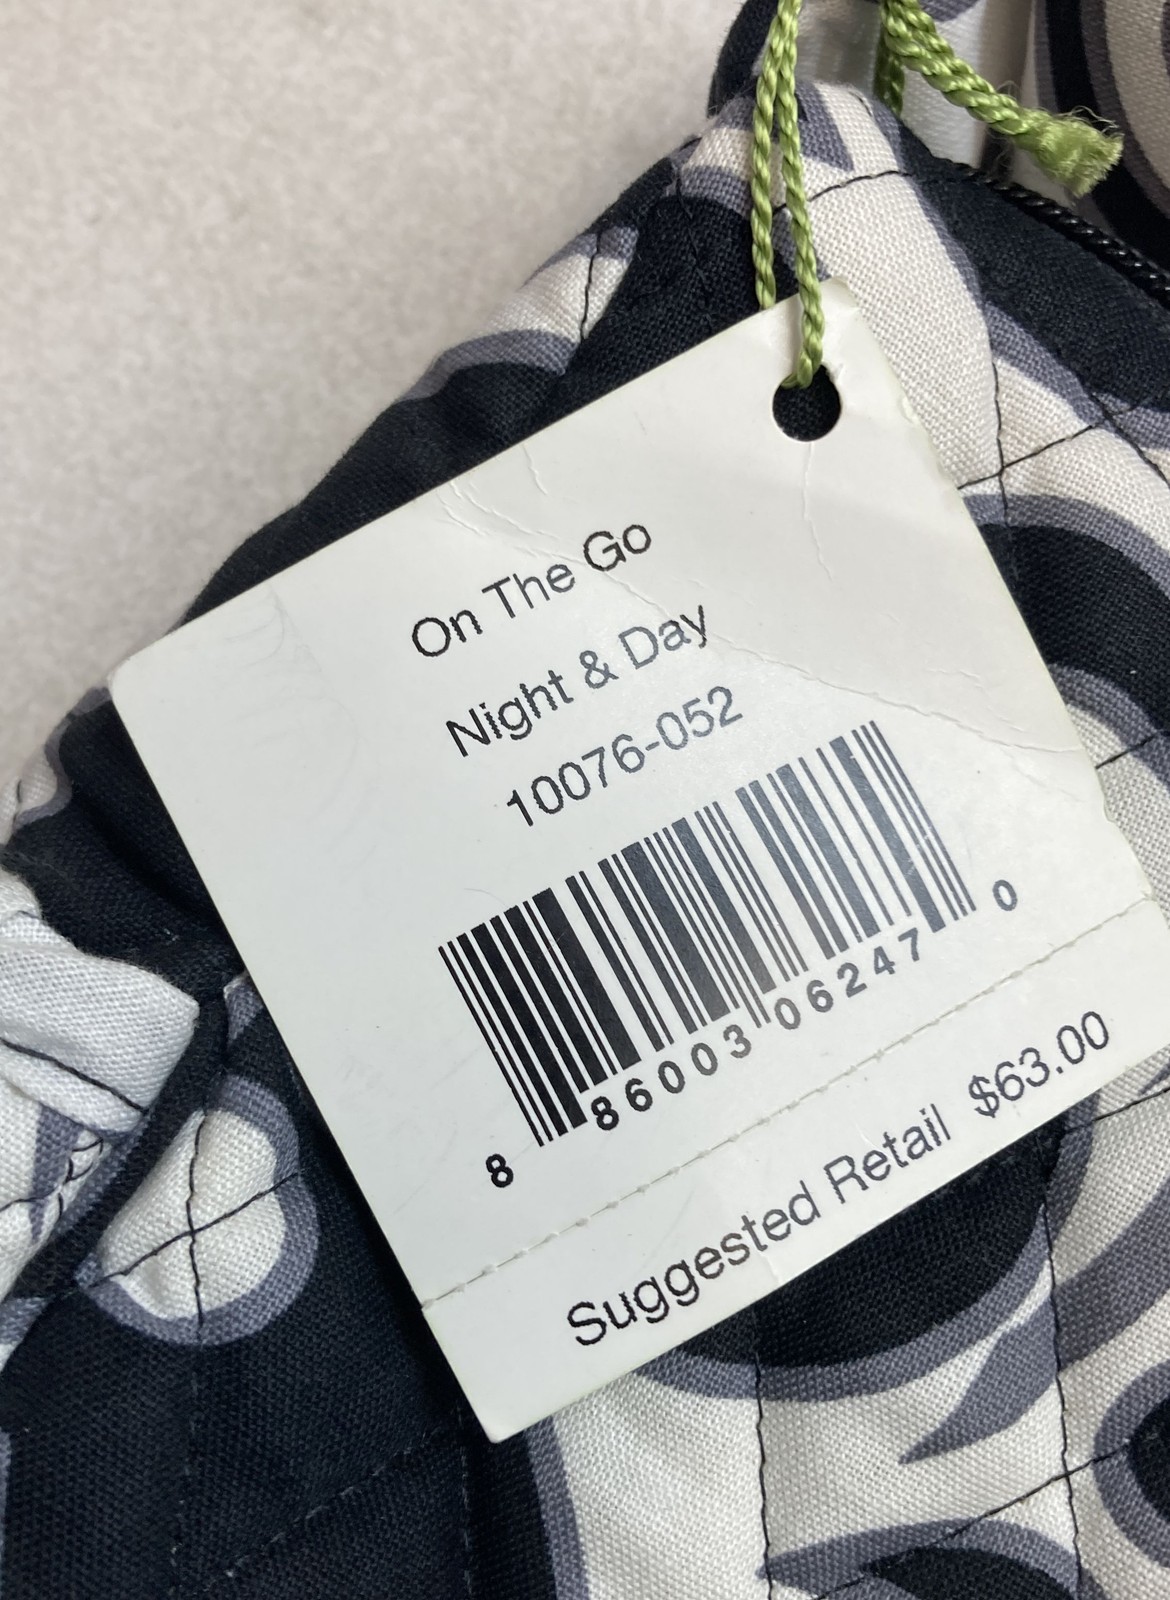 On The Go
Night & Day
10076-052
8 86003 06247 0
Suggested Retail $63.00